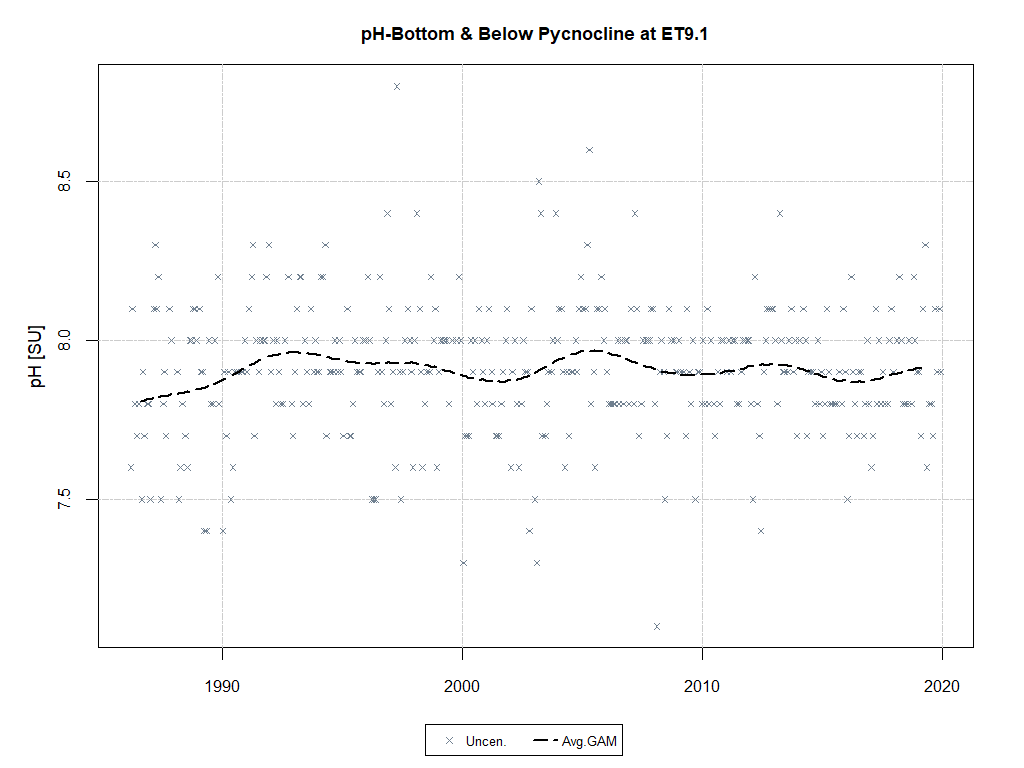 pH-Bottom & Below Pycnocline at ET9.1
pH [SU]
8.5
8.0
7.5
1990
2000
2010
2020
Uncen.
Avg.GAM